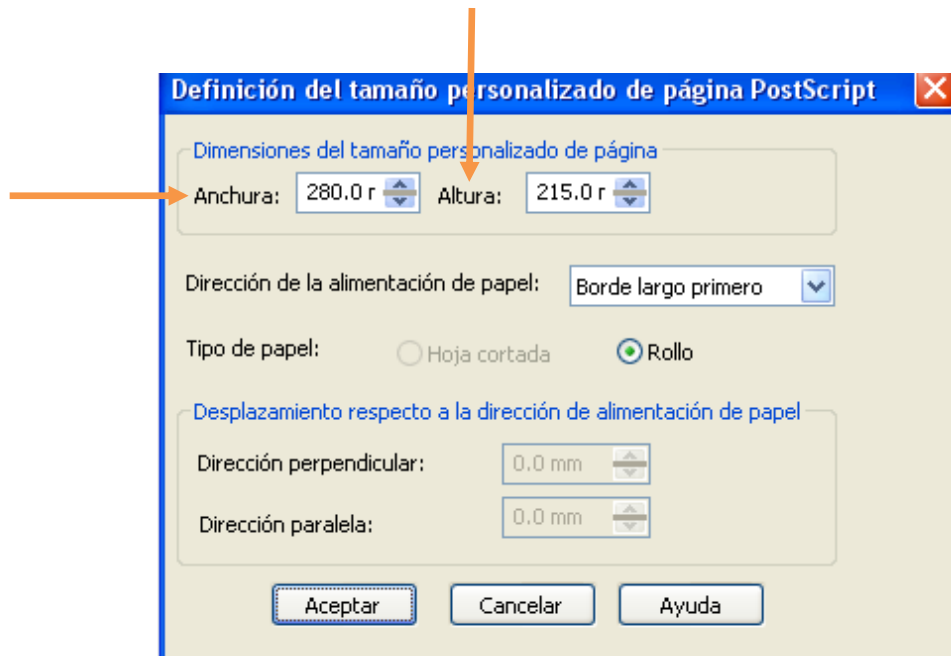 Definición del tamaño personalizado de página PostScript
Dimensiones del tamaño personalizado de página
Anchura: 280.0 r Altura: 215.0 r
Dirección de la alimentación de papel: Borde largo primero
Tipo de papel: Hoja cortada Rollo
Desplazamiento respecto a la dirección de alimentación de papel
Dirección perpendicular: 0.0 mm
Dirección paralela: 0.0 mm
Aceptar Cancelar Ayuda